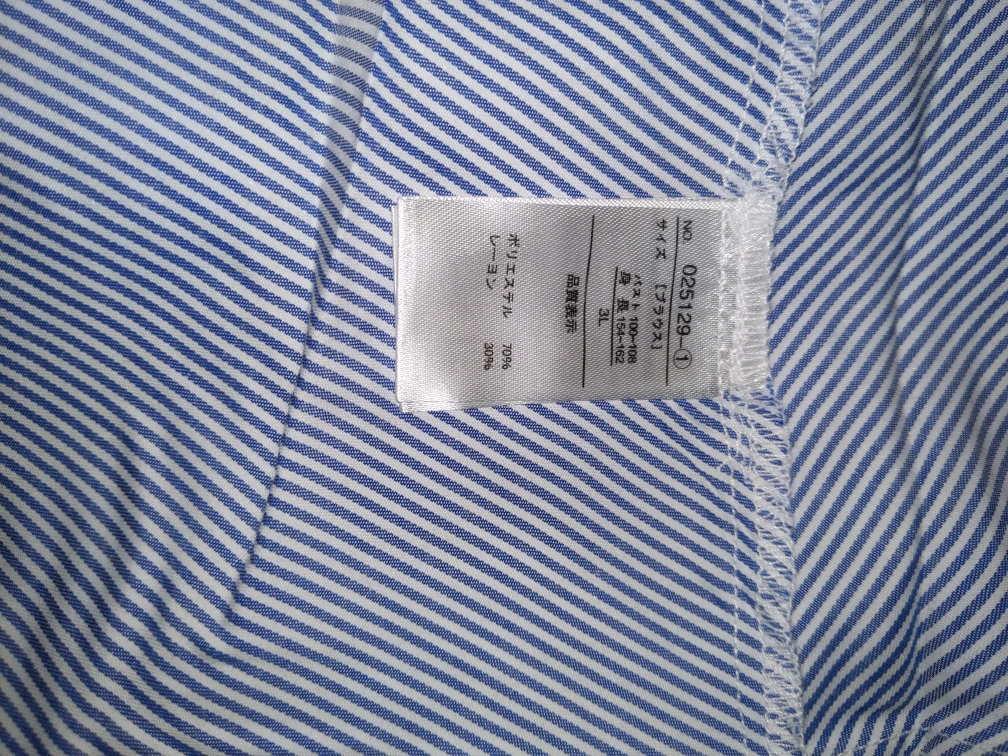 NO 025129-①
サイズ [ブラウス]
バスト 100~108
身 長 154~162
3L
品質表示
ポリエステル 70%
レーヨン 30%